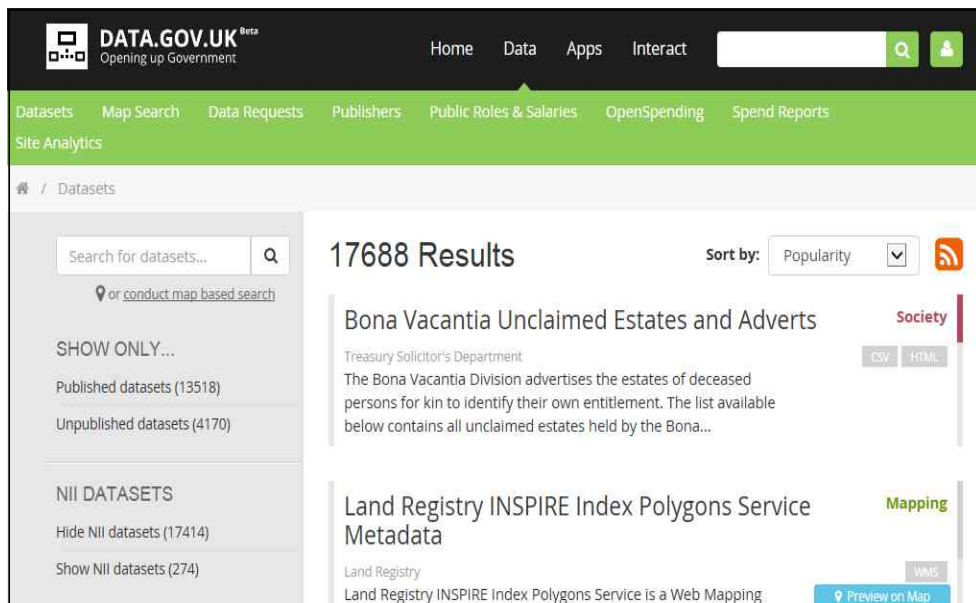 DATA.GOV.UK Beta
Opening up Government
Home Data Apps Interact
Datasets Map Search Data Requests Publishers Public Roles & Salaries OpenSpending Spend Reports
Site Analytics
/ Datasets
Search for datasets...
or conduct map based search
SHOW ONLY...
Published datasets (13518)
Unpublished datasets (4170)
NII DATASETS
Hide NII datasets (17414)
Show NII datasets (274)
17688 Results
Sort by: Popularity
Bona Vacantia Unclaimed Estates and Adverts
Society
Treasury Solicitor's Department
CSV HTML
The Bona Vacantia Division advertises the estates of deceased
persons for kin to identify their own entitlement. The list available
below contains all unclaimed estates held by the Bona...
Land Registry INSPIRE Index Polygons Service
Metadata
Mapping
Land Registry
WMS
Land Registry INSPIRE Index Polygons Service is a Web Mapping
Preview on Map